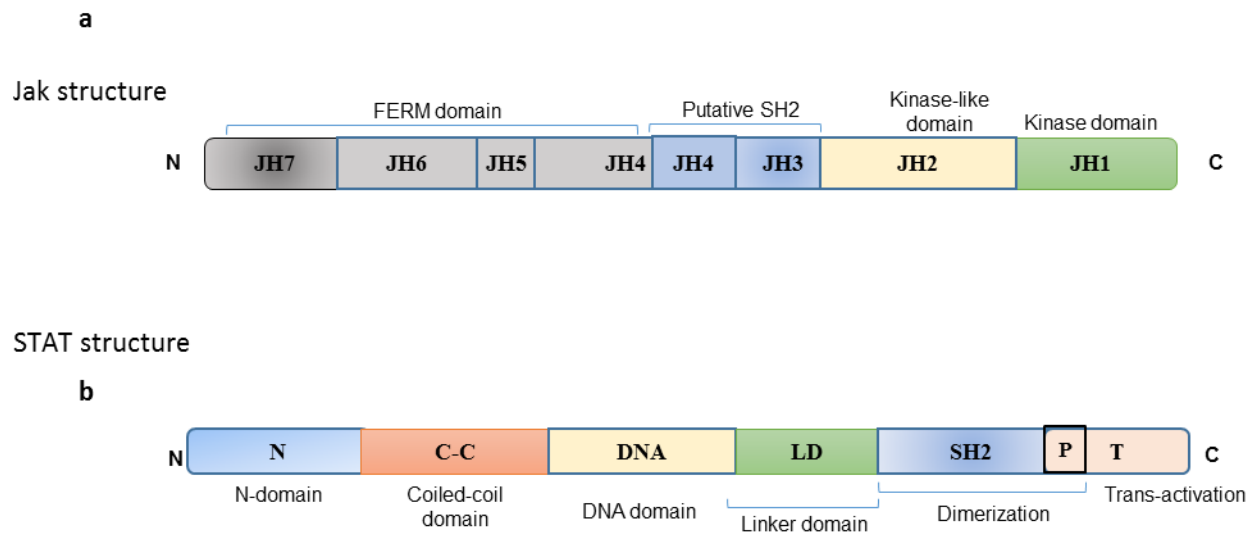 a
Jak structure
FERM domain
Putative SH2
Kinase-like
domain
Kinase domain
N
JH7
JH6
JH5
JH4
JH4
JH3
JH2
JH1
C
STAT structure
b
N
N
C-C
DNA
LD
SH2
P
T
C
N-domain
Coiled-coil
domain
DNA domain
Linker domain
Dimerization
Trans-activation